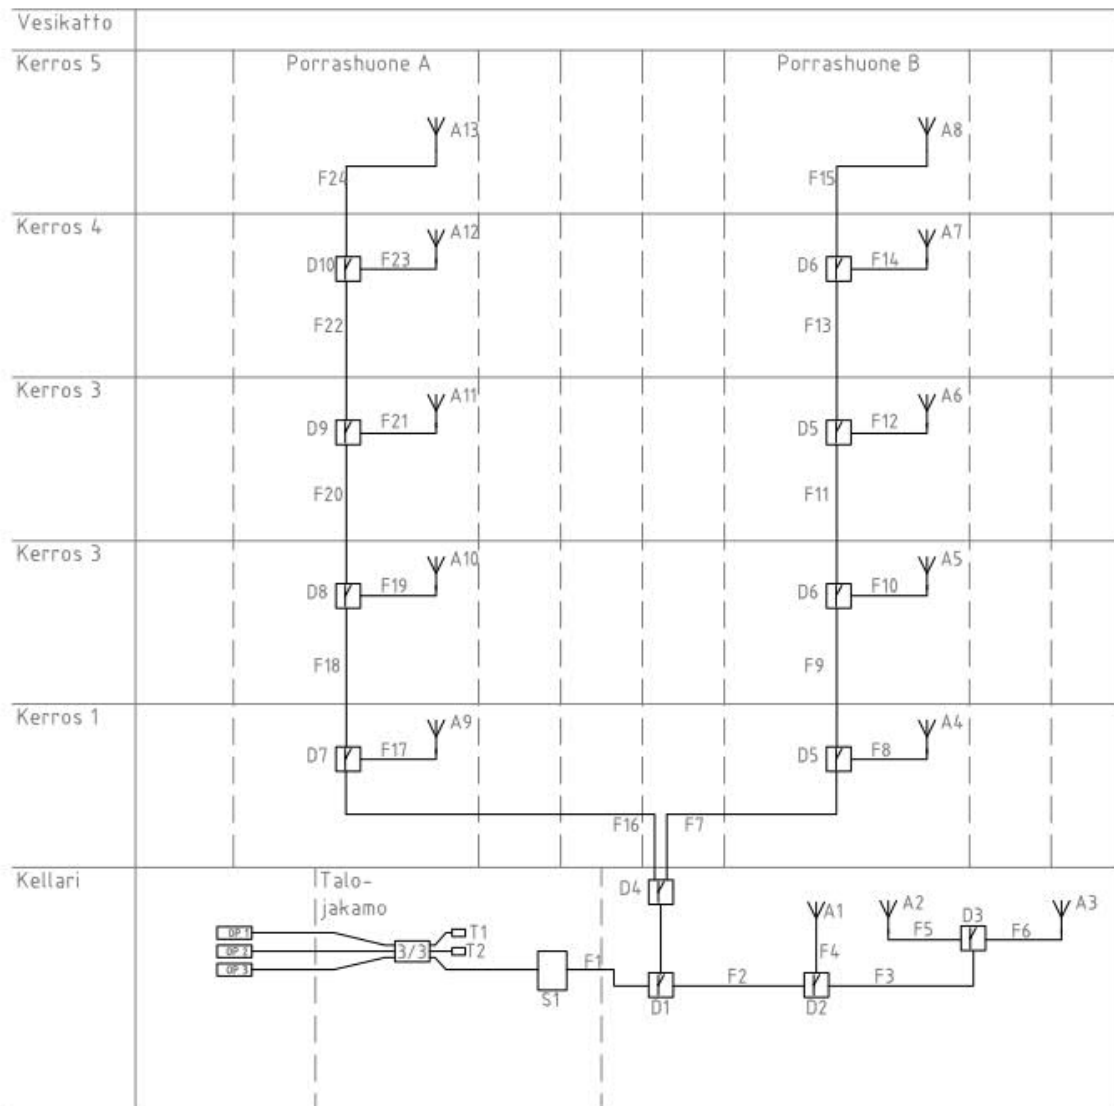 Vesikatto
Kerros 5
Porrashuone A
Porrashuone B
A13
A8
F24
F15
Kerros 4
A12
A7
D10
F23
D6
F14
F22
F13
Kerros 3
A11
A6
D9
F21
D5
F12
F20
F11
Kerros 3
A10
A5
D8
F19
D6
F10
F18
F9
Kerros 1
A9
A4
D7
F17
D5
F8
F16
F7
Kellari
Talo-
jakamo
D4
A1
A2
D3
A3
OP 1
T1
F5
F6
OP 2
3/3
T2
F4
OP 3
F1
F2
F3
S1
D1
D2